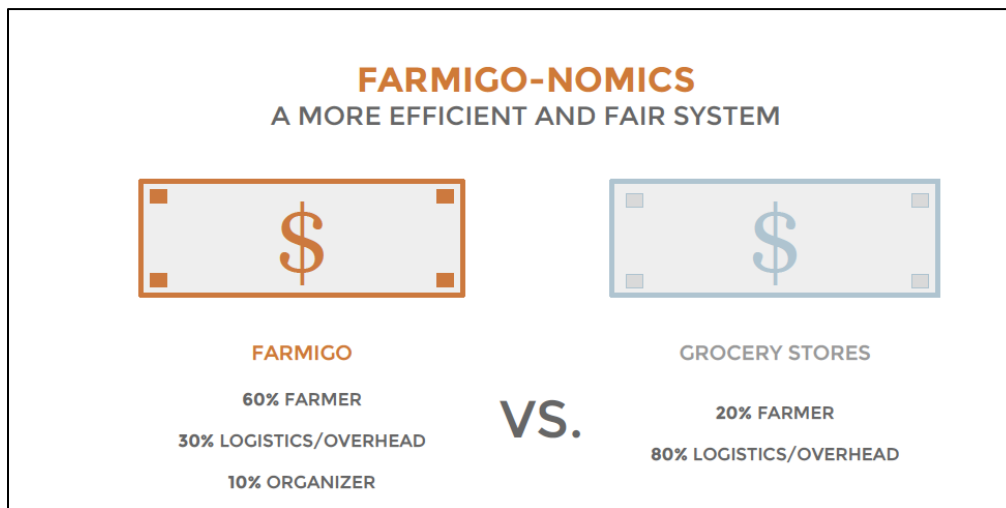 FARMIGO-NOMICS
A MORE EFFICIENT AND FAIR SYSTEM
$
$
FARMIGO
60% FARMER
30% LOGISTICS/OVERHEAD
10% ORGANIZER
VS.
GROCERY STORES
20% FARMER
80% LOGISTICS/OVERHEAD